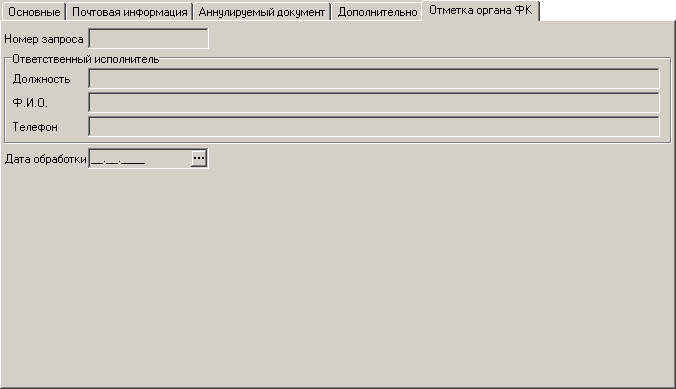 Основные Почтовая информация Аннулируемый документ Дополнительно Отметка органа ФК
Номер запроса
Ответственный исполнитель
Должность
Ф.И.О.
Телефон
Дата обработки __.__.____ ...